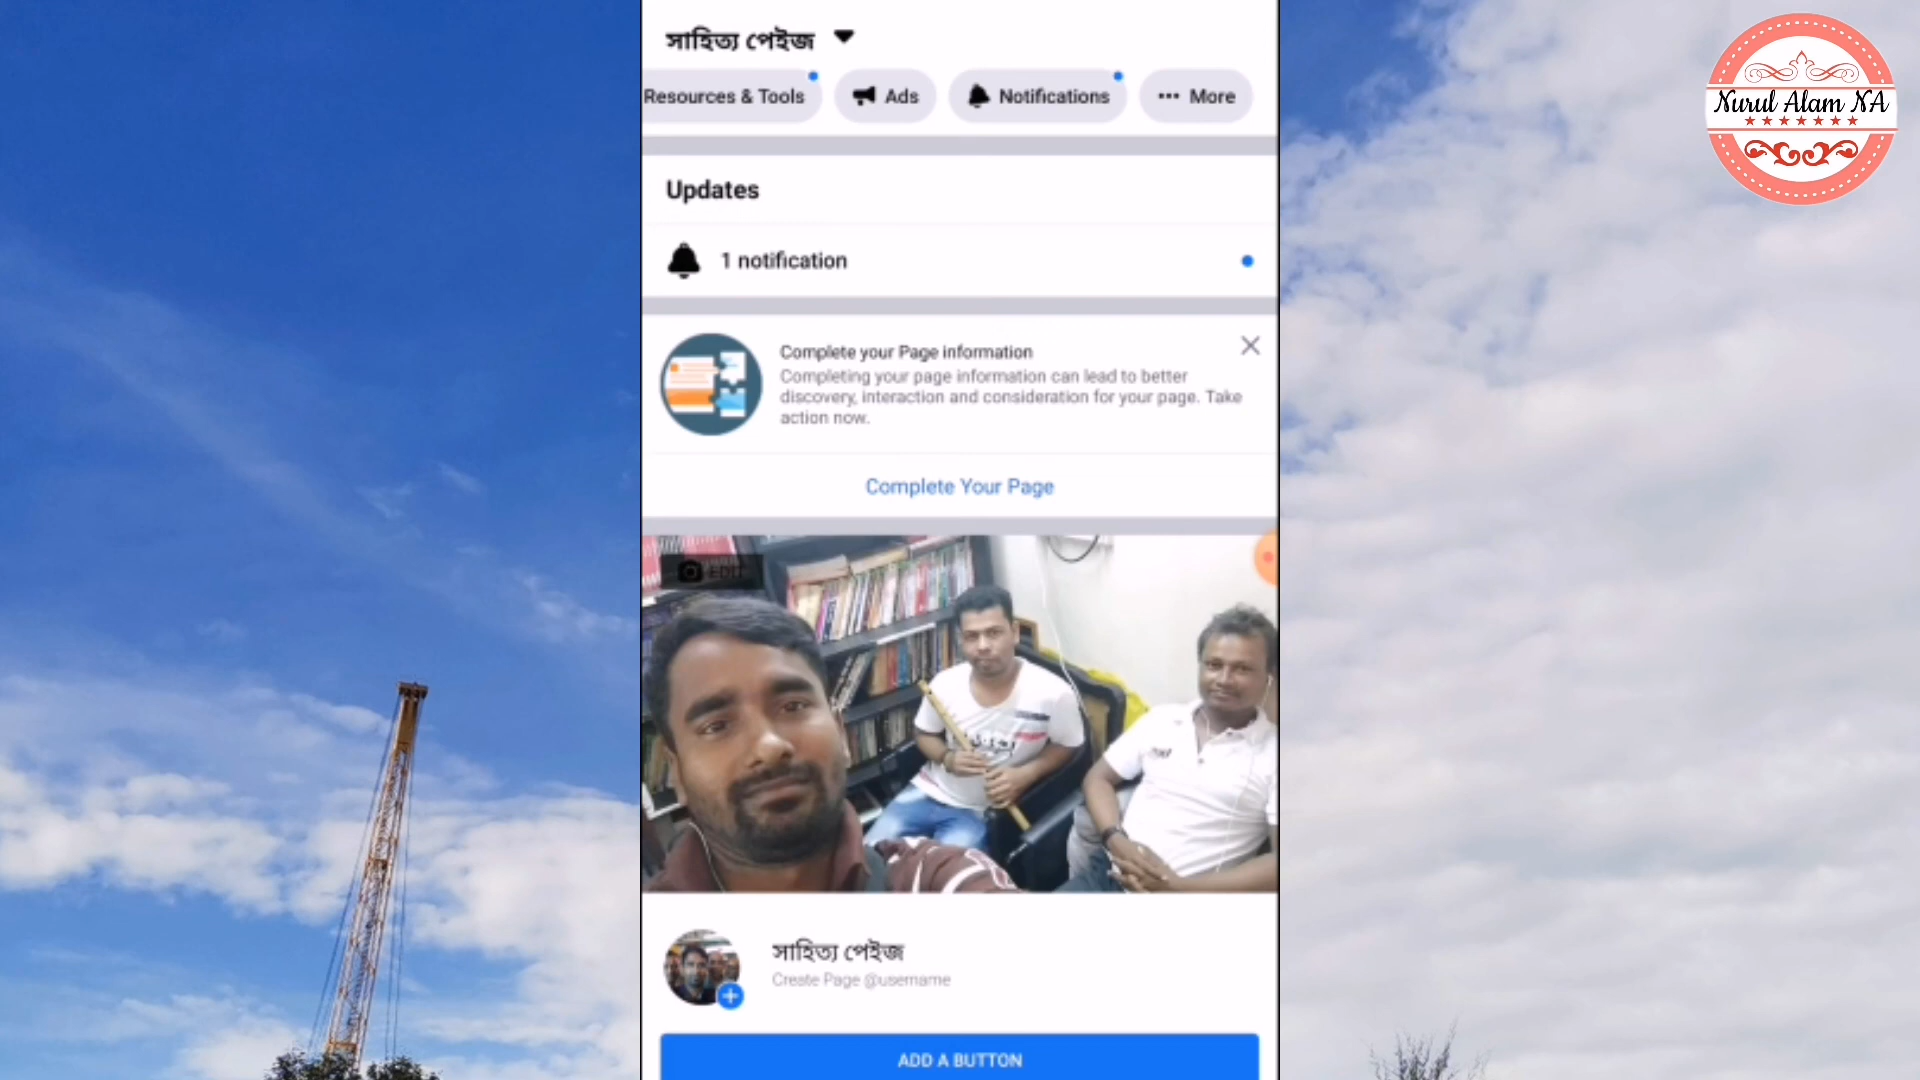 সাহিত্য পেইজ
Resources & Tools
Ads
Notifications
More
Nurul Alam NA
Updates
1 notification
Complete your Page information
Completing your page information can lead to better
discovery, interaction and consideration for your page. Take
action now.
Complete Your Page
EDIT
সাহিত্য পেইজ
Create Page @username
ADD A BUTTON